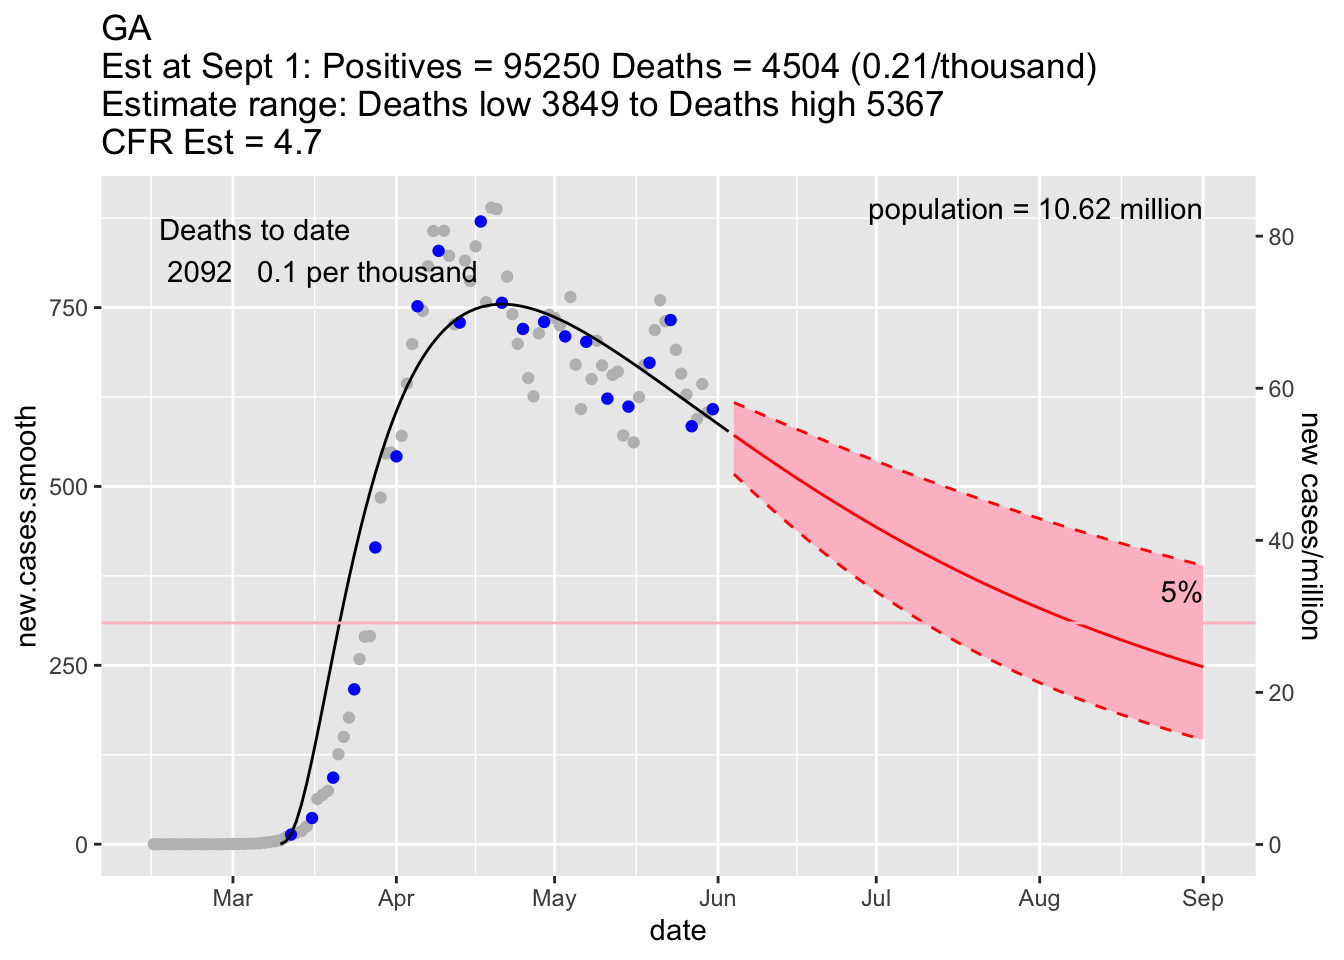 GA
Est at Sept 1: Positives = 95250 Deaths = 4504 (0.21/thousand)
Estimate range: Deaths low 3849 to Deaths high 5367
CFR Est = 4.7
Deaths to date
2092 0.1 per thousand
population = 10.62 million
5%
new.cases.smooth
750
500
250
0
new cases/million
80
60
40
20
0
Mar Apr May Jun Jul Aug Sep
date